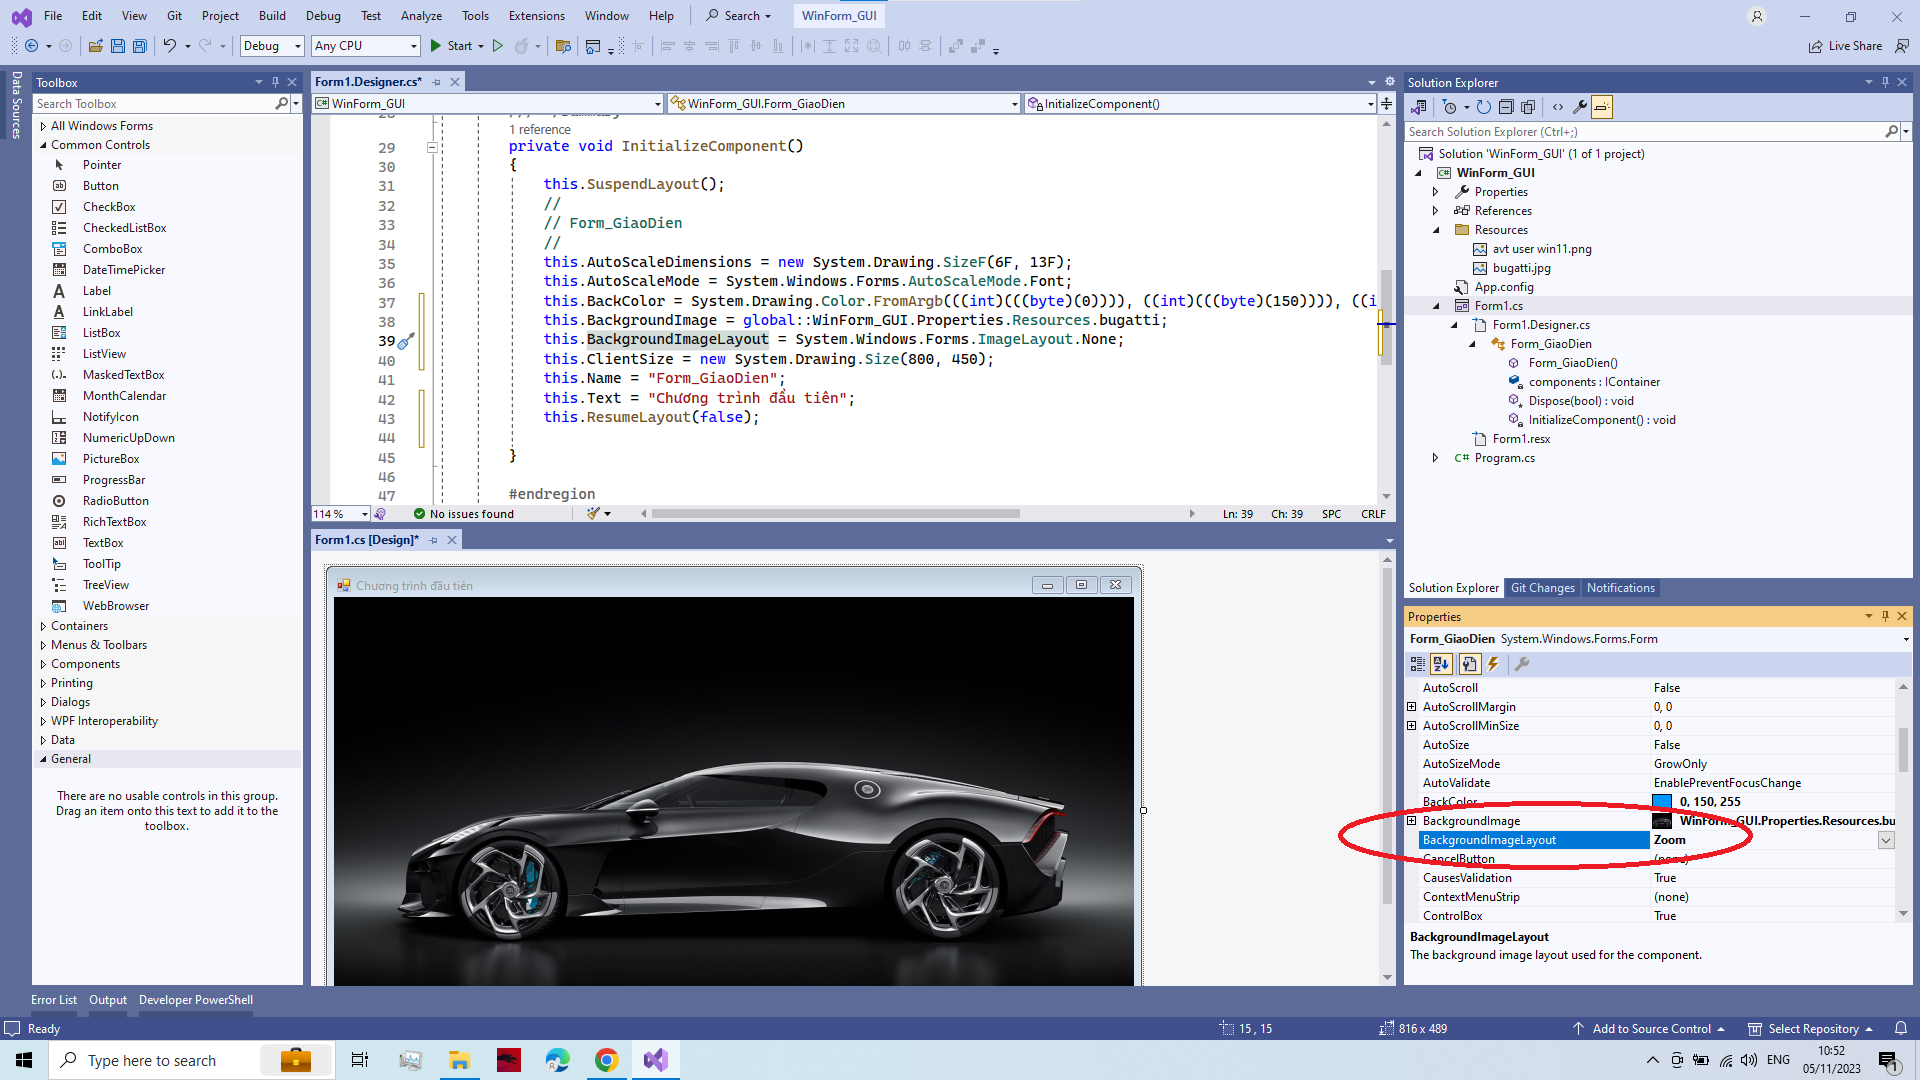 File Edit View Git Project Build Debug Test Analyze Tools Extensions Window Help Search WinForm_GUI
Debug Any CPU Start Live Share
Data Sources
Toolbox
Search Toolbox
All Windows Forms
Common Controls
Pointer
Button
CheckBox
CheckedListBox
ComboBox
DateTimePicker
Label
LinkLabel
ListBox
ListView
MaskedTextBox
MonthCalendar
NotifyIcon
NumericUpDown
PictureBox
ProgressBar
RadioButton
RichTextBox
TextBox
ToolTip
TreeView
WebBrowser
Containers
Menus & Toolbars
Components
Printing
Dialogs
WPF Interoperability
Data
General
There are no usable controls in this group.
Drag an item onto this text to add it to the
toolbox.
Form1.Designer.cs*
WinForm_GUI WinForm_GUI.Form_GiaoDien InitializeComponent()
1 reference
29 private void InitializeComponent()
30 {
31 this.SuspendLayout();
32 //
33 // Form_GiaoDien
34 //
35 this.AutoScaleDimensions = new System.Drawing.SizeF(6F, 13F);
36 this.AutoScaleMode = System.Windows.Forms.AutoScaleMode.Font;
37 this.BackColor = System.Drawing.Color.FromArgb(((int)(((byte)(0)))), ((int)(((byte)(150)))), ((i
38 this.BackgroundImage = global::WinForm_GUI.Properties.Resources.bugatti;
39 this.BackgroundImageLayout = System.Windows.Forms.ImageLayout.None;
40 this.ClientSize = new System.Drawing.Size(800, 450);
41 this.Name = "Form_GiaoDien";
42 this.Text = "Chương trình đầu tiên";
43 this.ResumeLayout(false);
44
45 }
46
47 #endregion
114 % No issues found Ln: 39 Ch: 39 SPC CRLF
Form1.cs [Design]*
Chương trình đầu tiên
Solution Explorer
Search Solution Explorer (Ctrl+;)
Solution 'WinForm_GUI' (1 of 1 project)
C# WinForm_GUI
Properties
References
Resources
avt user win11.png
bugatti.jpg
App.config
Form1.cs
Form1.Designer.cs
Form_GiaoDien
Form_GiaoDien()
components : IContainer
Dispose(bool) : void
InitializeComponent() : void
Form1.resx
C# Program.cs
Solution Explorer Git Changes Notifications
Properties
Form_GiaoDien System.Windows.Forms.Form
AutoScroll False
AutoScrollMargin 0, 0
AutoScrollMinSize 0, 0
AutoSize False
AutoSizeMode GrowOnly
AutoValidate EnablePreventFocusChange
BackColor 0, 150, 255
BackgroundImage WinForm_GUI.Properties.Resources.bu
BackgroundImageLayout Zoom
CancelButton (none)
CausesValidation True
ContextMenuStrip (none)
ControlBox True
BackgroundImageLayout
The background image layout used for the component.
Error List Output Developer PowerShell
Ready 15 , 15 816 x 489 Add to Source Control Select Repository
Type here to search ENG 10:52
05/11/2023 1